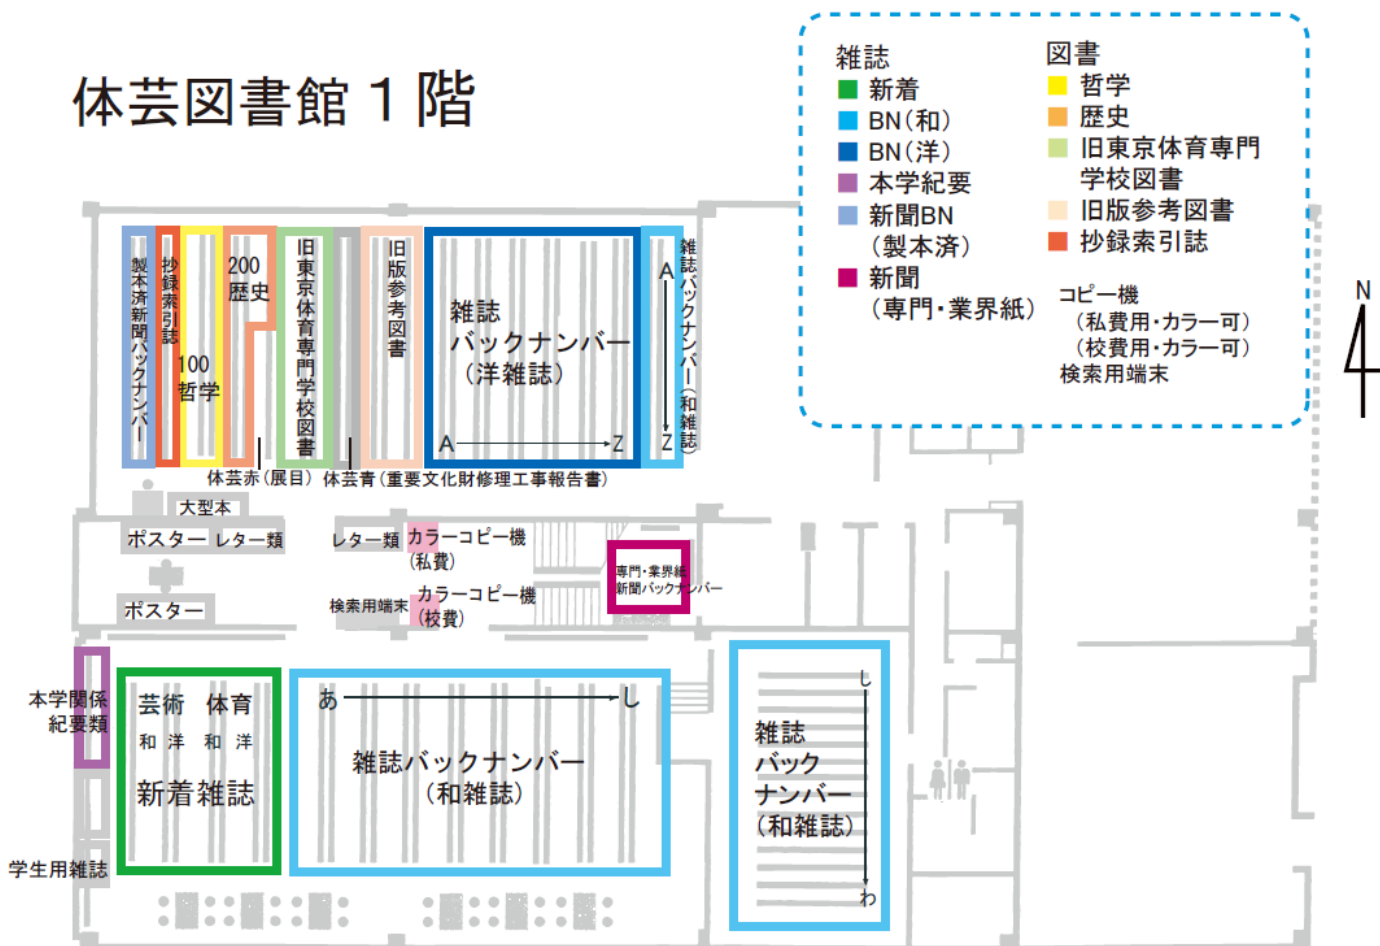 体芸図書館 1 階
雑誌
新着
BN(和)
BN(洋)
本学紀要
新聞BN
(製本済)
新聞
(専門・業界紙)
図書
哲学
歴史
旧東京体育専門
学校図書
旧版参考図書
抄録索引誌
コピー機
(私費用・カラー可)
(校費用・カラー可)
検索用端末
N
製本済新聞バックナンバー
抄録索引誌
100
哲学
200
歴史
旧東京体育専門学校図書
旧版参考図書
雑誌
バックナンバー
(洋雑誌)
A
Z
A
Z
雑誌バックナンバー(和雑誌)
体芸赤(展目)
体芸青(重要文化財修理工事報告書)
大型本
ポスター
レター類
レター類
カラーコピー機
(私費)
専門・業界紙
新聞バックナンバー
ポスター
検索用端末
カラーコピー機
(校費)
本学関係
紀要類
芸術 体育
和 洋 和 洋
新着雑誌
あ
し
雑誌バックナンバー
(和雑誌)
し
雑誌
バック
ナンバー
(和雑誌)
わ
学生用雑誌